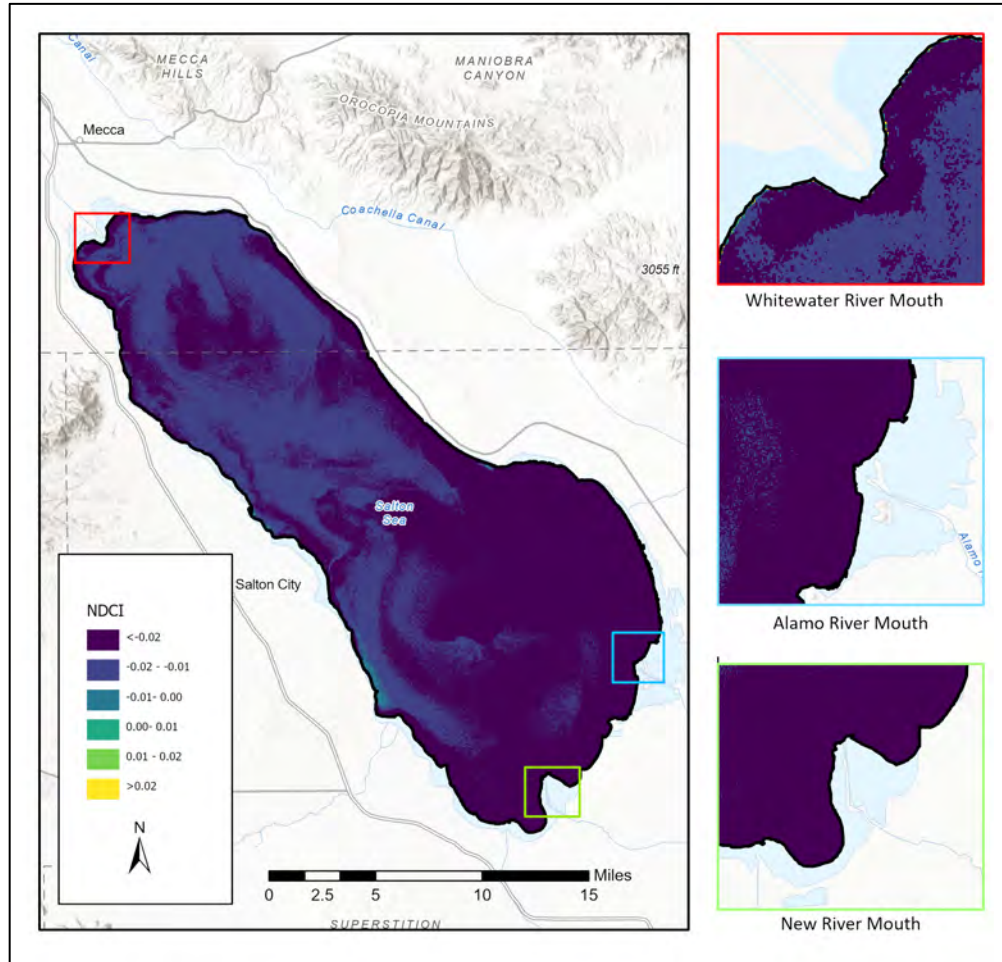 Canal
MECCA
HILLS
MANIOBRA
CANYON
OROCOPIA MOUNTAINS
Mecca
Coachella Canal
3055 ft
Salton
Sea
Salton City
NDCI
<-0.02
-0.02 - -0.01
-0.01- 0.00
0.00- 0.01
0.01 - 0.02
>0.02
N
Miles
0 2.5 5 10 15
SUPERSTITION
Whitewater River Mouth
Alamo
Alamo River Mouth
New River Mouth